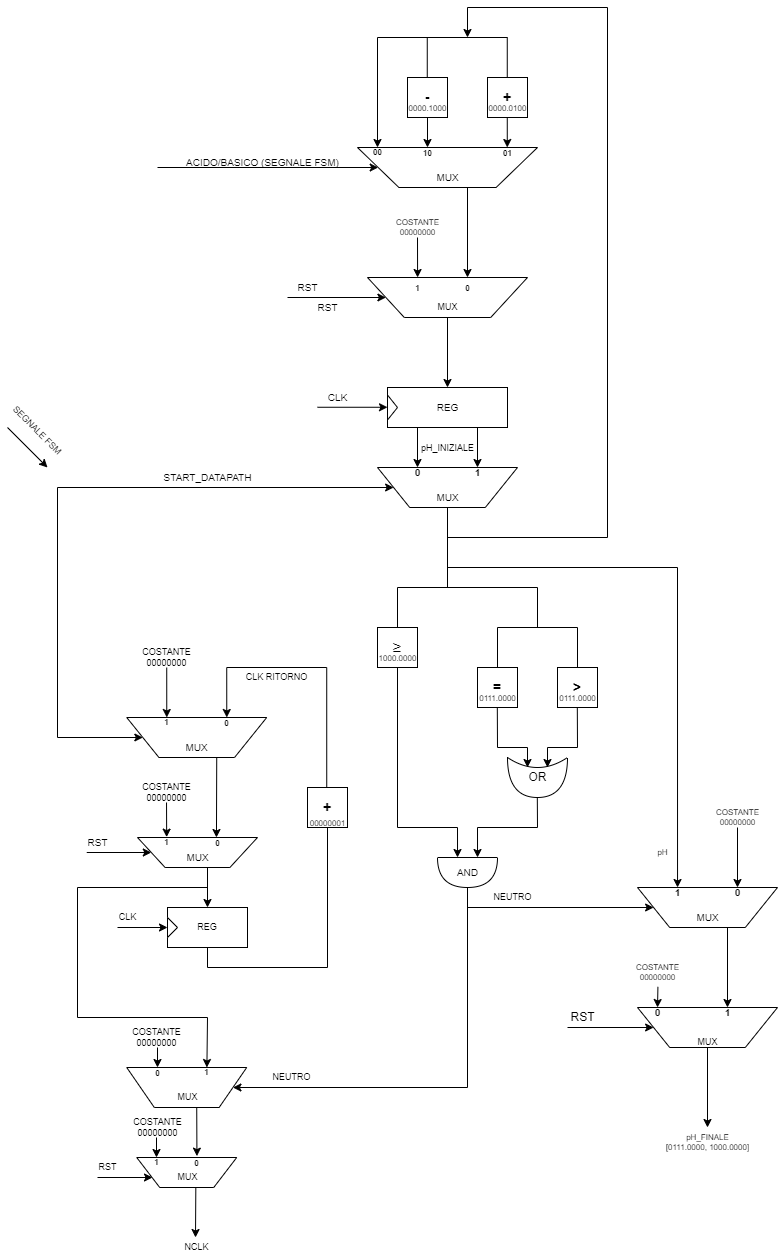 -
0000.1000
+
0000.0100
00
10
01
ACIDO/BASICO (SEGNALE FSM)
MUX
COSTANTE
00000000
1
0
RST
RST
MUX
CLK
REG
SEGNALE FSM
pH_INIZIALE
0
1
START_DATAPATH
MUX
≥
1000.0000
COSTANTE
00000000
CLK RITORNO
=
0111.0000
>
0111.0000
1
0
MUX
OR
COSTANTE
00000000
+
00000001
COSTANTE
00000000
1
0
RST
MUX
pH
AND
1
0
NEUTRO
CLK
REG
MUX
COSTANTE
00000000
0
1
RST
COSTANTE
00000000
MUX
0
1
NEUTRO
MUX
COSTANTE
00000000
pH_FINALE
[0111.0000, 1000.0000]
1
0
RST
MUX
NCLK